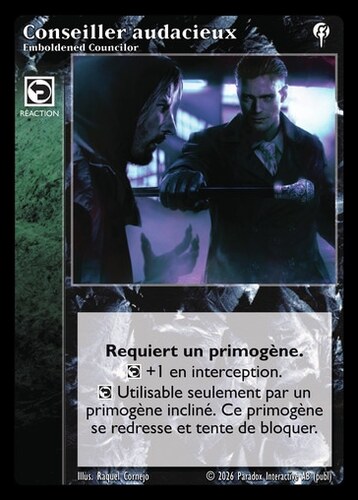 Conseiller audacieux
Emboldened Councilor
REACTION
Requiert un primogène.
+1 en interception.
Utilisable seulement par un
primogène incliné. Ce primogène
se redresse et tente de bloquer.
Illus. Raquel Cornejo © 2026 Paradox Interactive AB (publ)